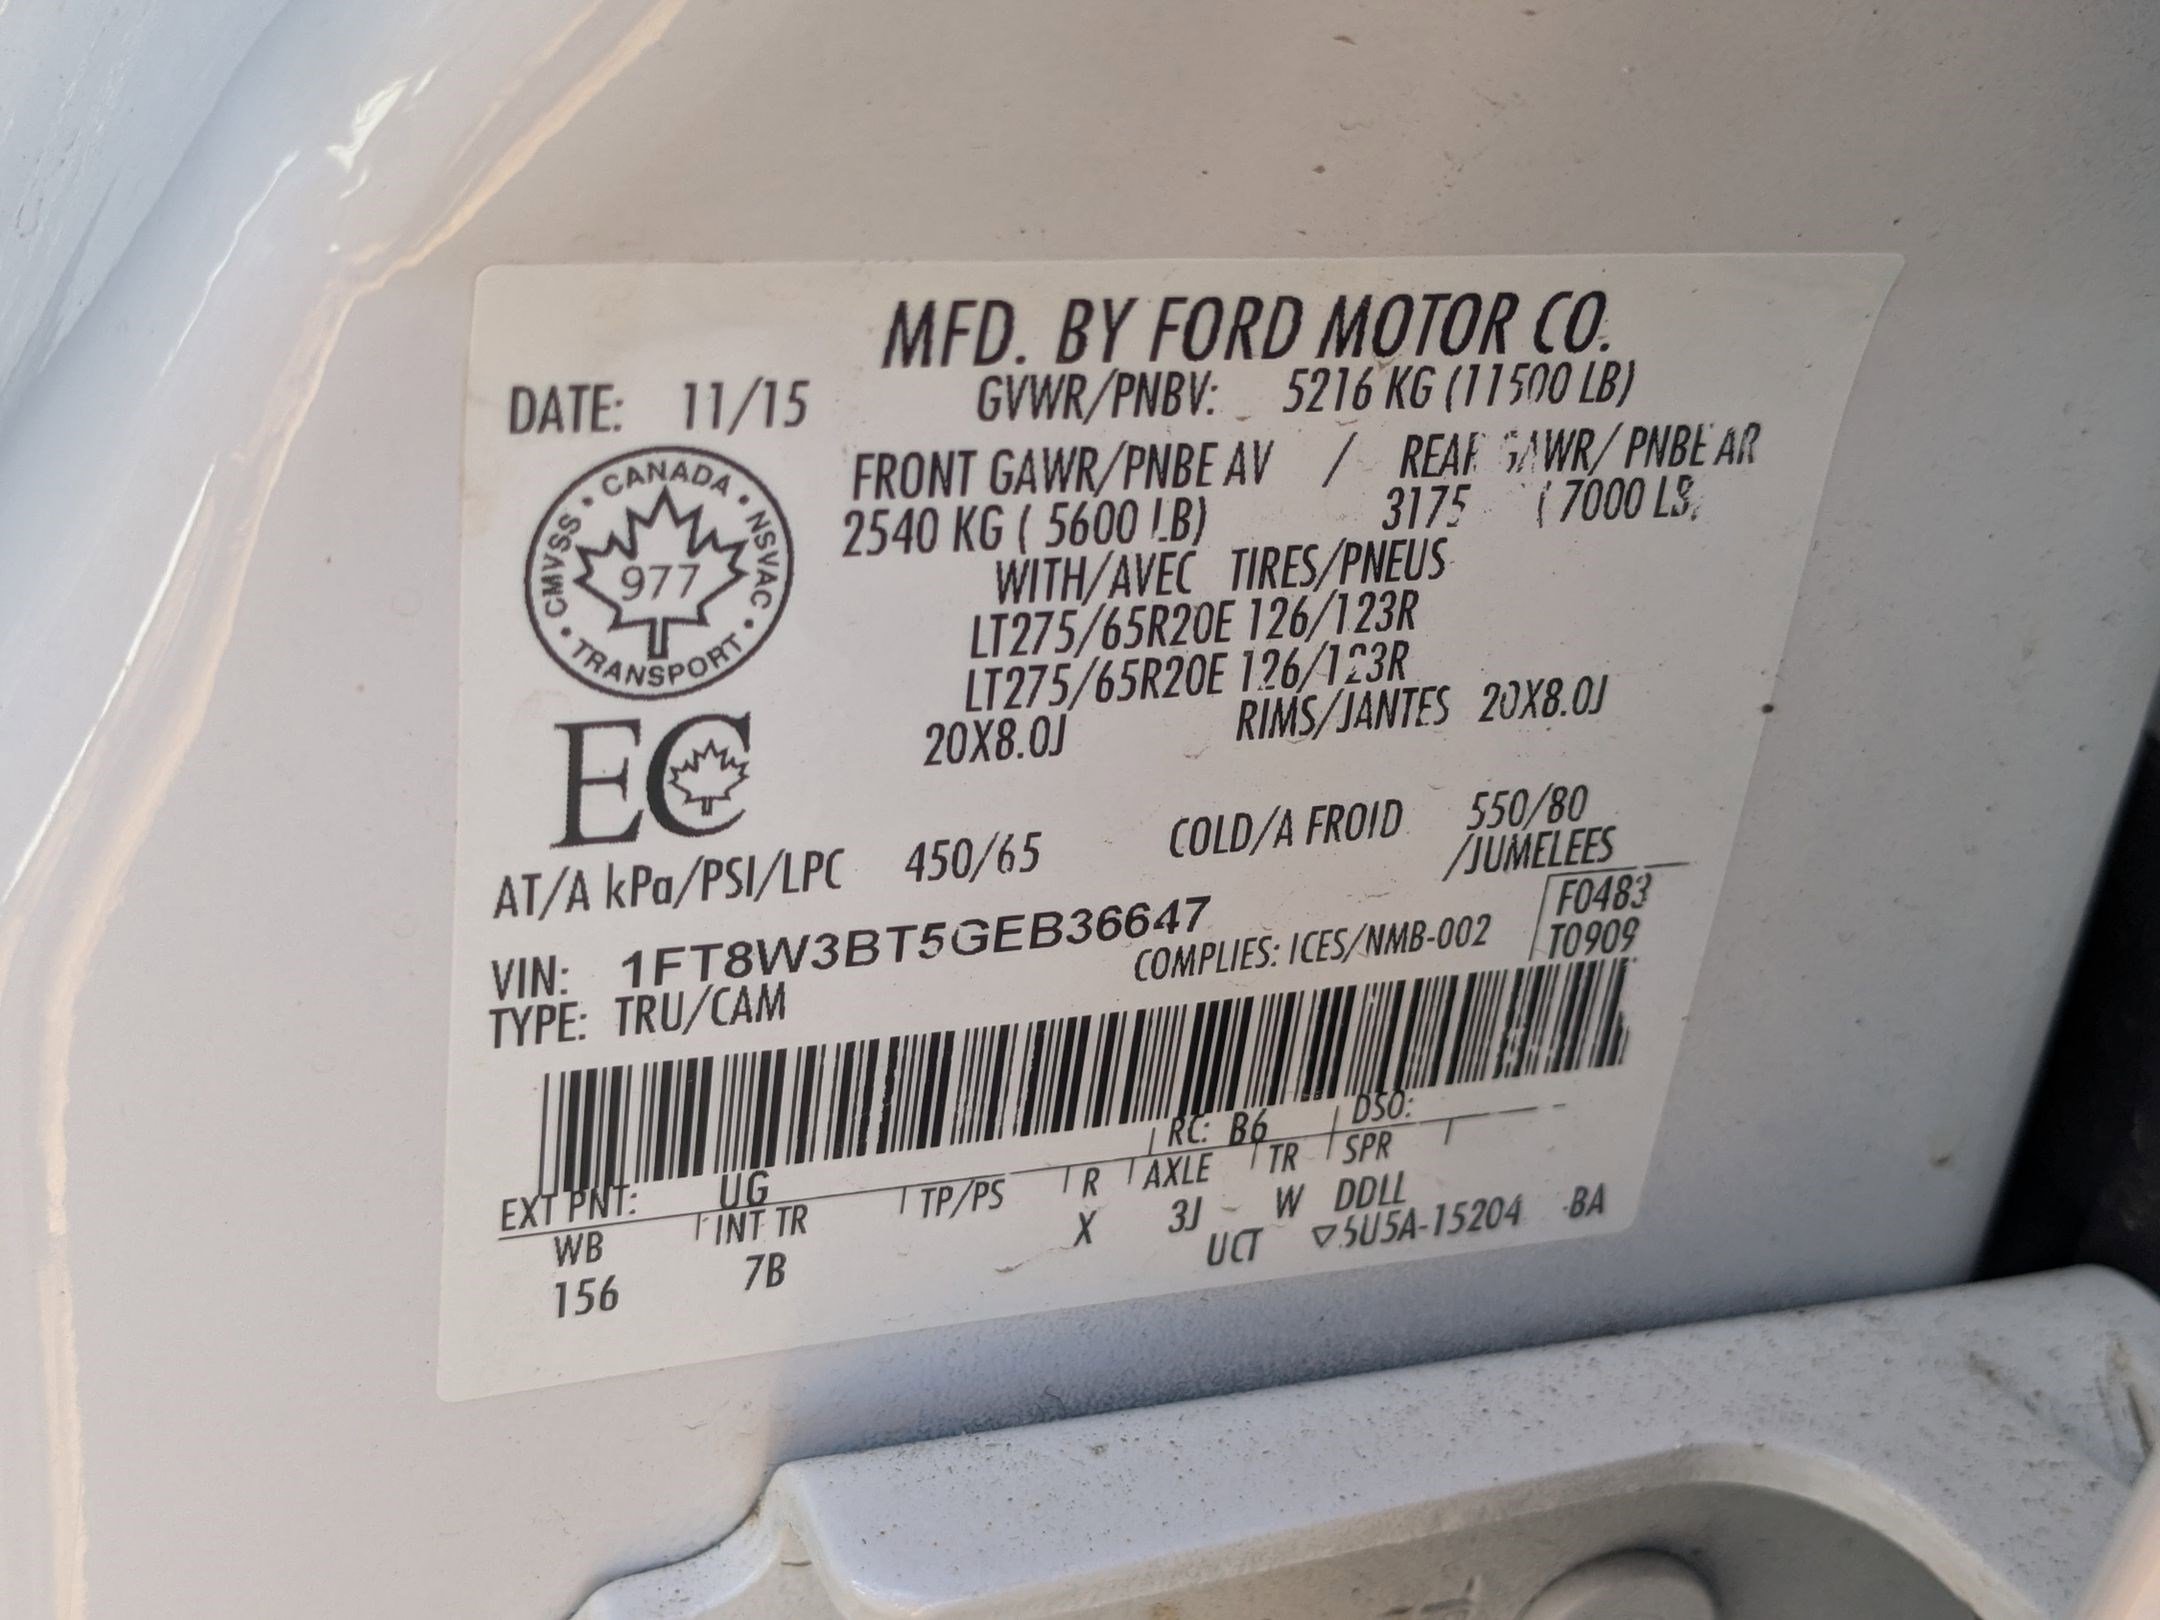 MFD. BY FORD MOTOR CO.
DATE: 11/15
GVWR/PNBV: 5216 KG (11500 LB)
FRONT GAWR/PNBE AV / REAR GAWR/ PNBE AR
2540 KG ( 5600 LB) 3175 ( 7000 LB)
WITH/AVEC TIRES/PNEUS
LT275/65R20E 126/123R
LT275/65R20E 126/123R
20X8.0J RIMS/JANTES 20X8.0J
CANADA · NSVAC · TRANSPORT · CMVSS ·
977
EC
AT/A kPa/PSI/LPC 450/65 COLD/A FROID 550/80
/JUMELEES
VIN: 1FT8W3BT5GEB36647
F0483
T0909
COMPLIES: ICES/NMB-002
TYPE: TRU/CAM
RC: B6 DSO:
EXT PNT: UG
WB INT TR TP/PS R AXLE TR SPR
156 7B X 3J W DDLL
UCT ▽5U5A-15204 BA